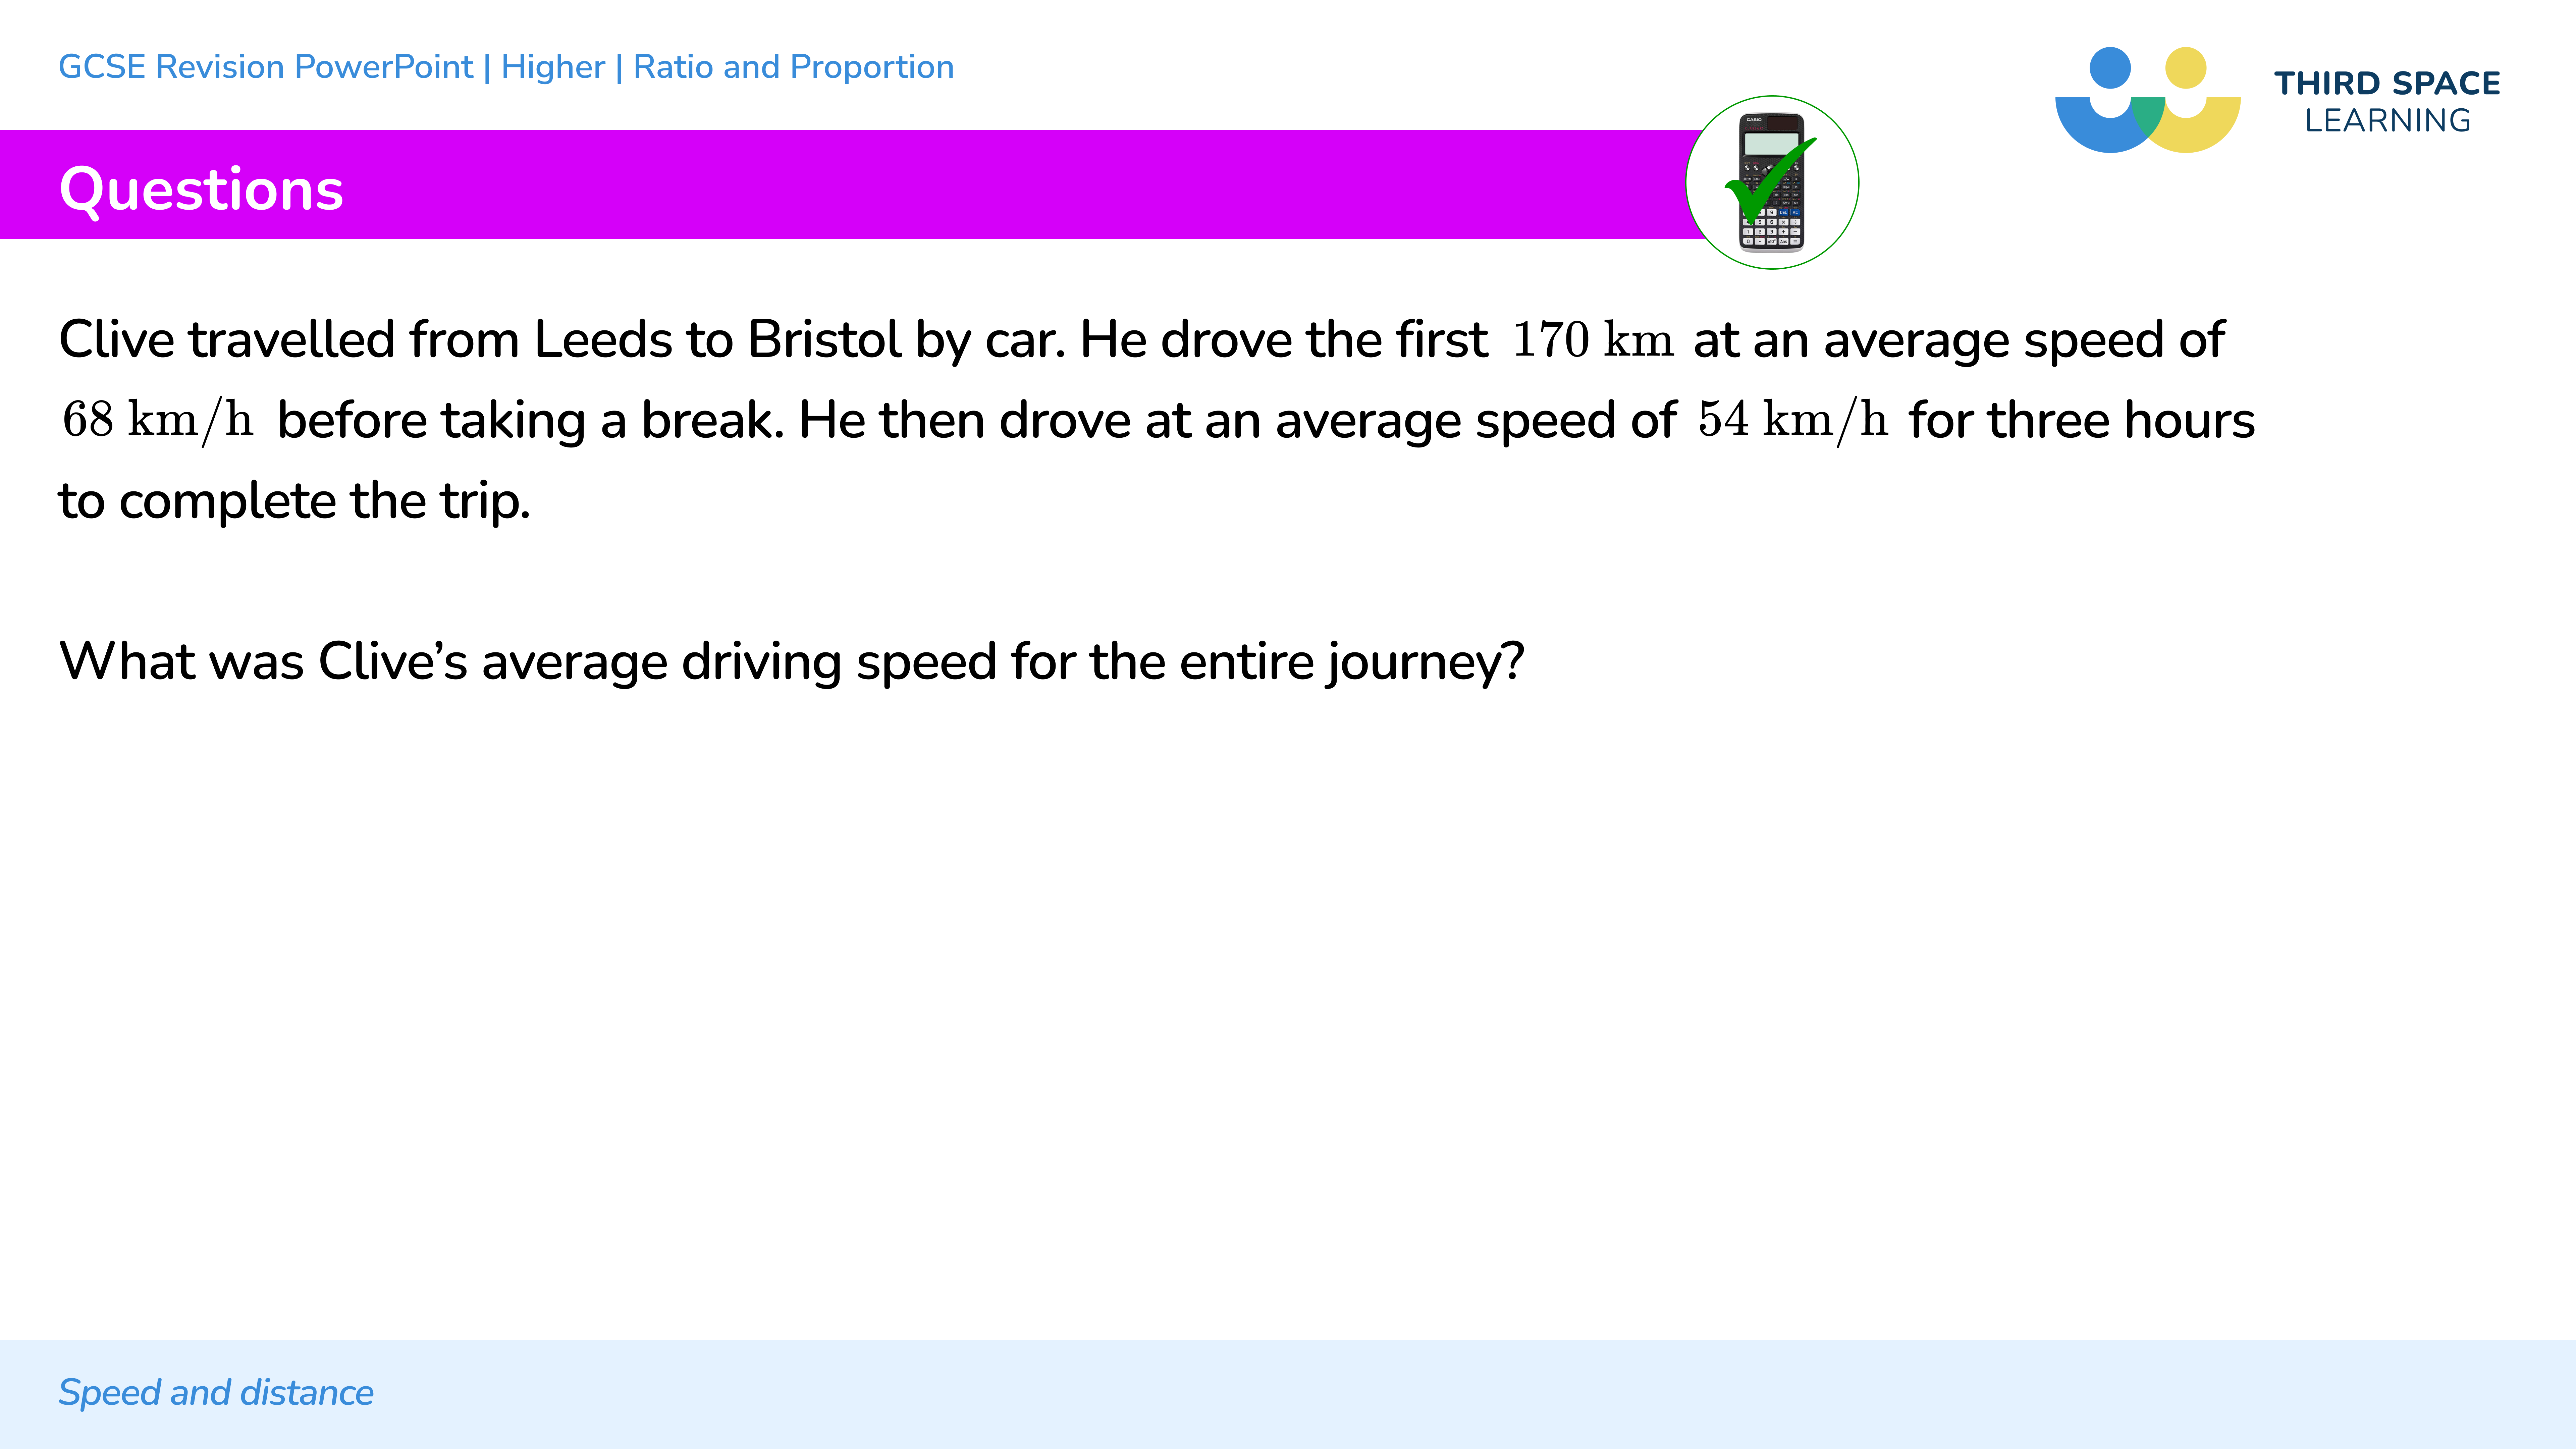 GCSE Revision PowerPoint | Higher | Ratio and Proportion
THIRD SPACE
LEARNING
Questions
CASIO
Clive travelled from Leeds to Bristol by car. He drove the first 170 km at an average speed of
68 km/h before taking a break. He then drove at an average speed of 54 km/h for three hours
to complete the trip.
What was Clive’s average driving speed for the entire journey?
Speed and distance